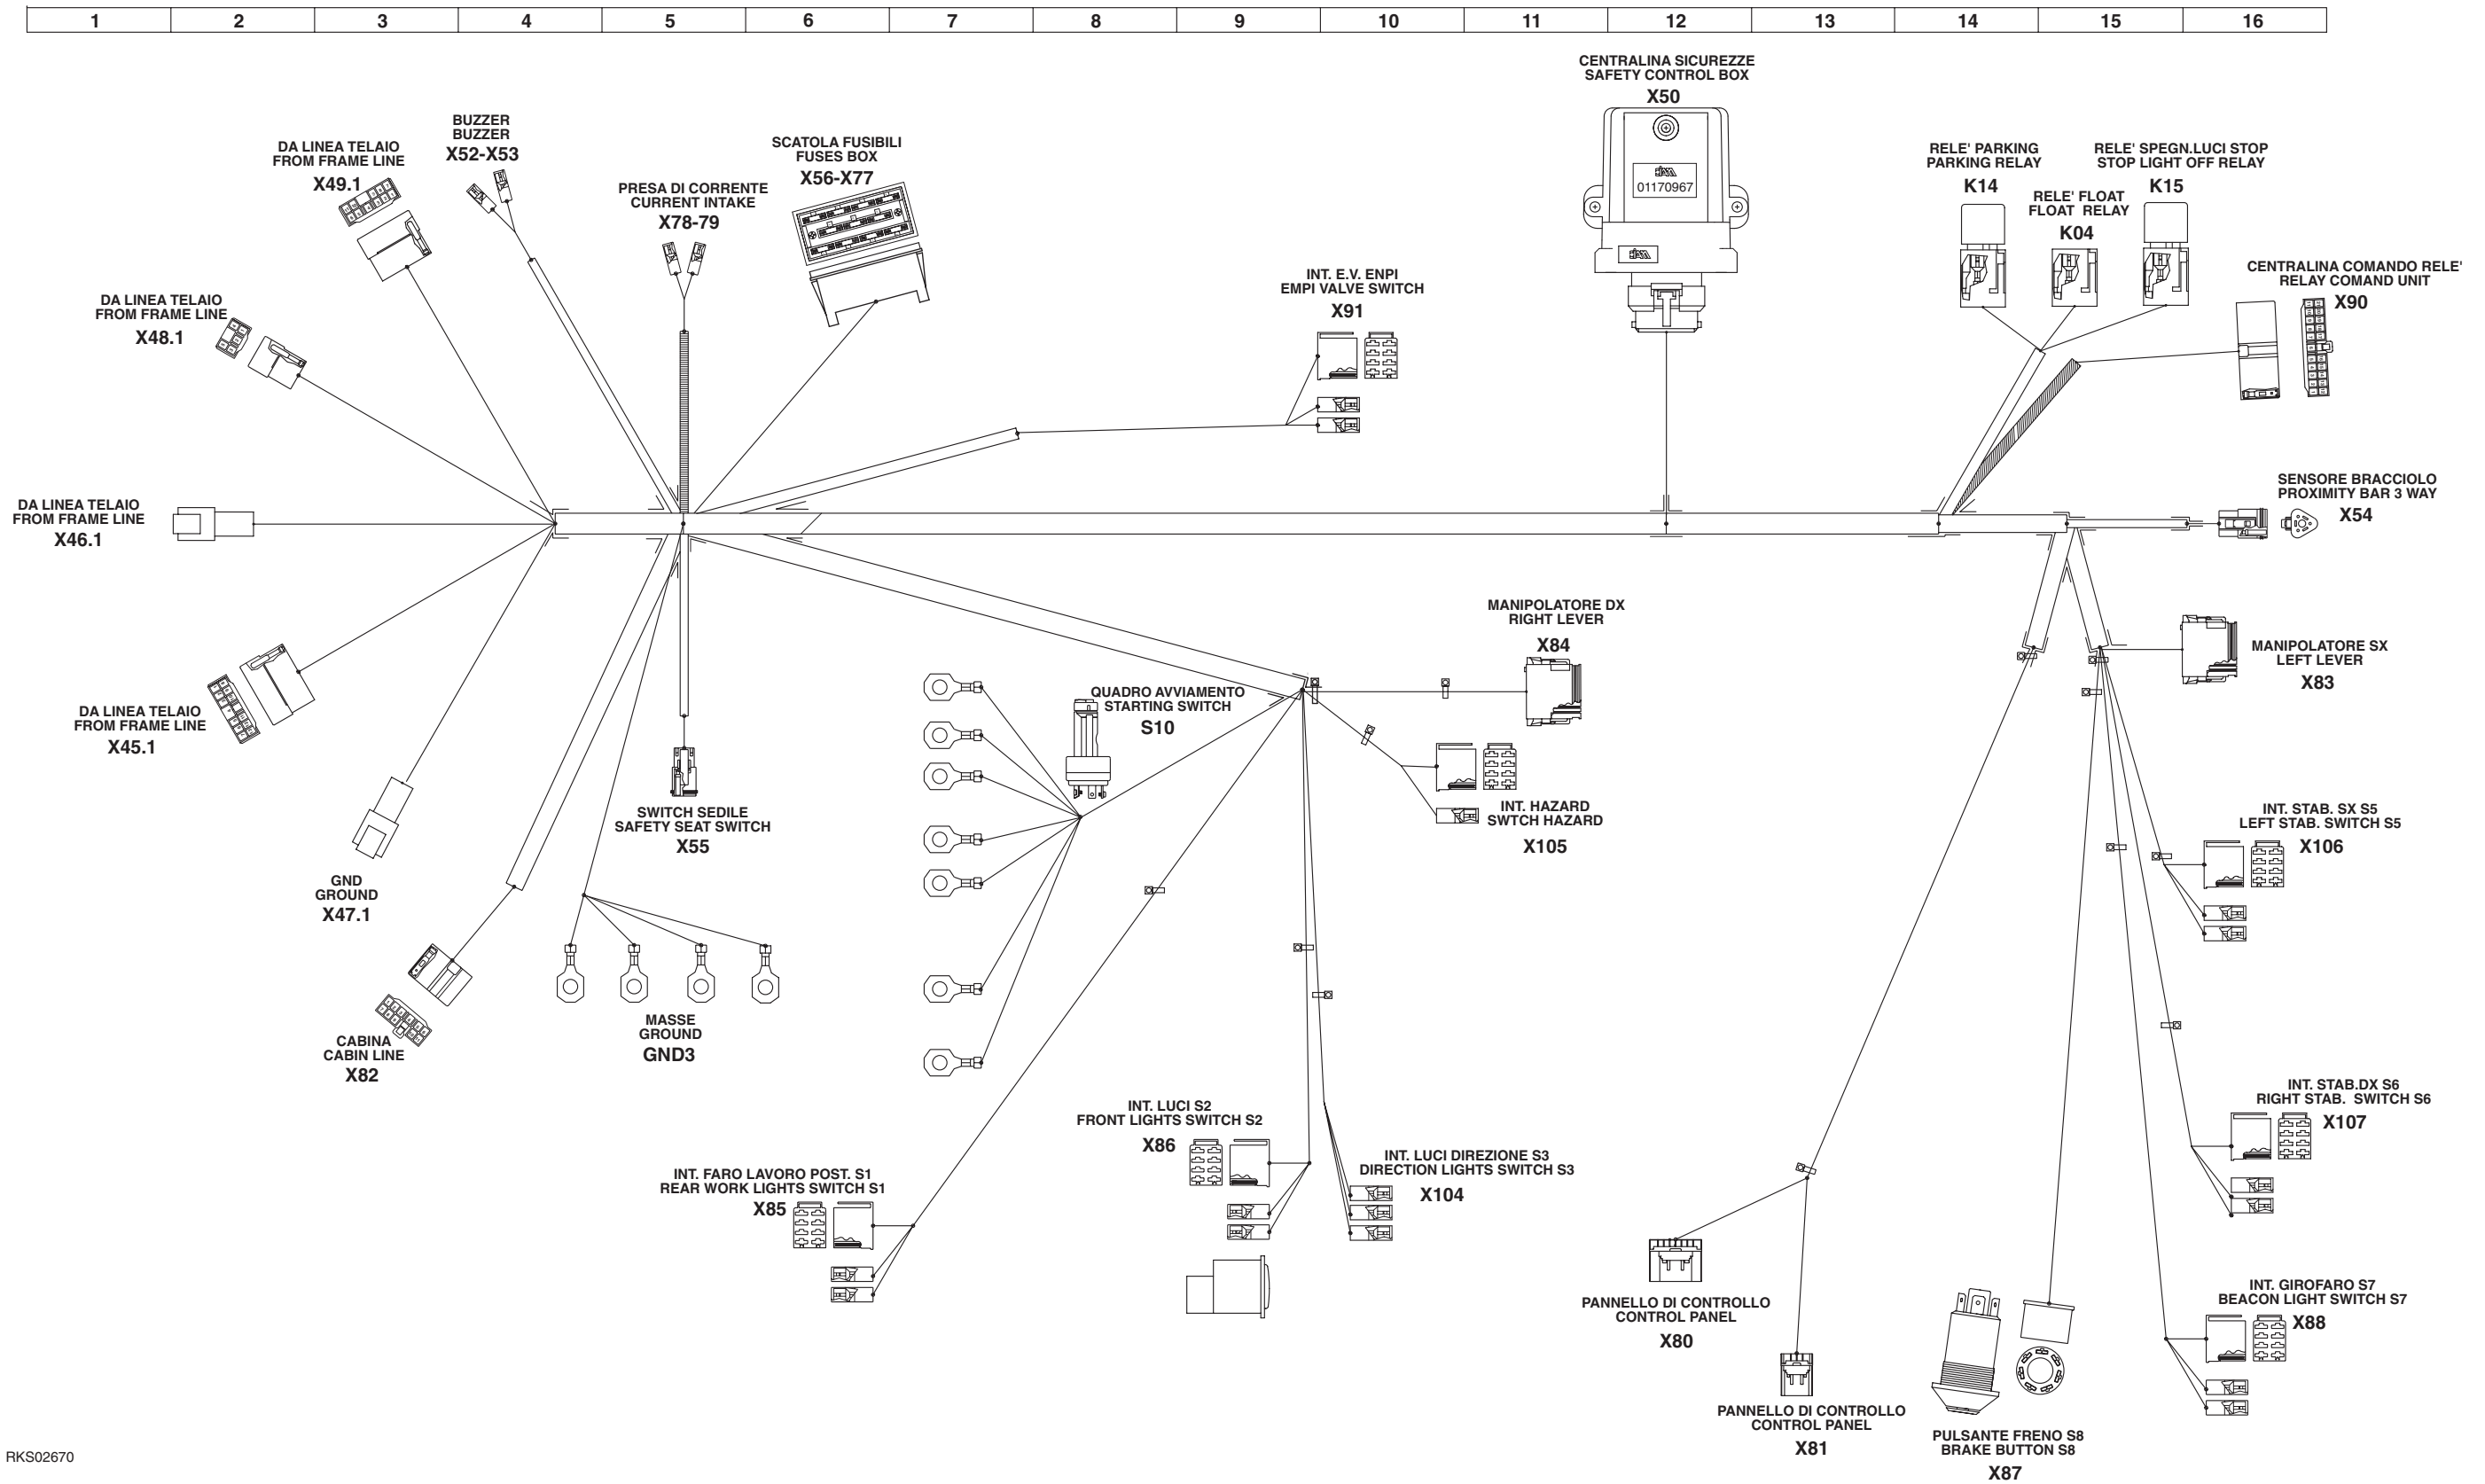 1 2 3 4 5 6 7 8 9 10 11 12 13 14 15 16
CENTRALINA SICUREZZE
SAFETY CONTROL BOX
X50
01170967
BUZZER
BUZZER
X52-X53
DA LINEA TELAIO
FROM FRAME LINE
X49.1
SCATOLA FUSIBILI
FUSES BOX
X56-X77
PRESA DI CORRENTE
CURRENT INTAKE
X78-79
RELE' PARKING
PARKING RELAY
K14
RELE' SPEGN.LUCI STOP
STOP LIGHT OFF RELAY
K15
RELE' FLOAT
FLOAT RELAY
K04
INT. E.V. ENPI
EMPI VALVE SWITCH
X91
CENTRALINA COMANDO RELE'
RELAY COMAND UNIT
X90
DA LINEA TELAIO
FROM FRAME LINE
X48.1
DA LINEA TELAIO
FROM FRAME LINE
X46.1
SENSORE BRACCIOLO
PROXIMITY BAR 3 WAY
X54
MANIPOLATORE DX
RIGHT LEVER
X84
MANIPOLATORE SX
LEFT LEVER
X83
QUADRO AVVIAMENTO
STARTING SWITCH
S10
DA LINEA TELAIO
FROM FRAME LINE
X45.1
SWITCH SEDILE
SAFETY SEAT SWITCH
X55
INT. HAZARD
SWTCH HAZARD
X105
INT. STAB. SX S5
LEFT STAB. SWITCH S5
X106
GND
GROUND
X47.1
MASSE
GROUND
GND3
CABINA
CABIN LINE
X82
INT. LUCI S2
FRONT LIGHTS SWITCH S2
X86
INT. STAB.DX S6
RIGHT STAB. SWITCH S6
X107
INT. LUCI DIREZIONE S3
DIRECTION LIGHTS SWITCH S3
X104
INT. FARO LAVORO POST. S1
REAR WORK LIGHTS SWITCH S1
X85
PANNELLO DI CONTROLLO
CONTROL PANEL
X80
INT. GIROFARO S7
BEACON LIGHT SWITCH S7
X88
PANNELLO DI CONTROLLO
CONTROL PANEL
X81
PULSANTE FRENO S8
BRAKE BUTTON S8
X87
RKS02670